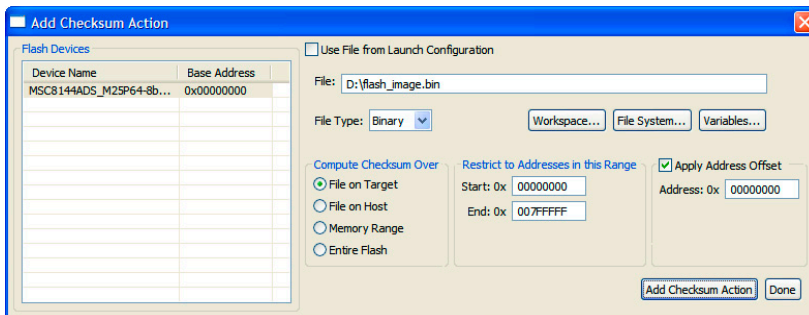 Add Checksum Action
Flash Devices
Device Name Base Address
MSC8144ADS_M25P64-8b... 0x00000000
Use File from Launch Configuration
File: D:\flash_image.bin
File Type: Binary Workspace... File System... Variables...
Compute Checksum Over
File on Target
File on Host
Memory Range
Entire Flash
Restrict to Addresses in this Range
Start: 0x 00000000
End: 0x 007FFFFF
Apply Address Offset
Address: 0x 00000000
Add Checksum Action Done